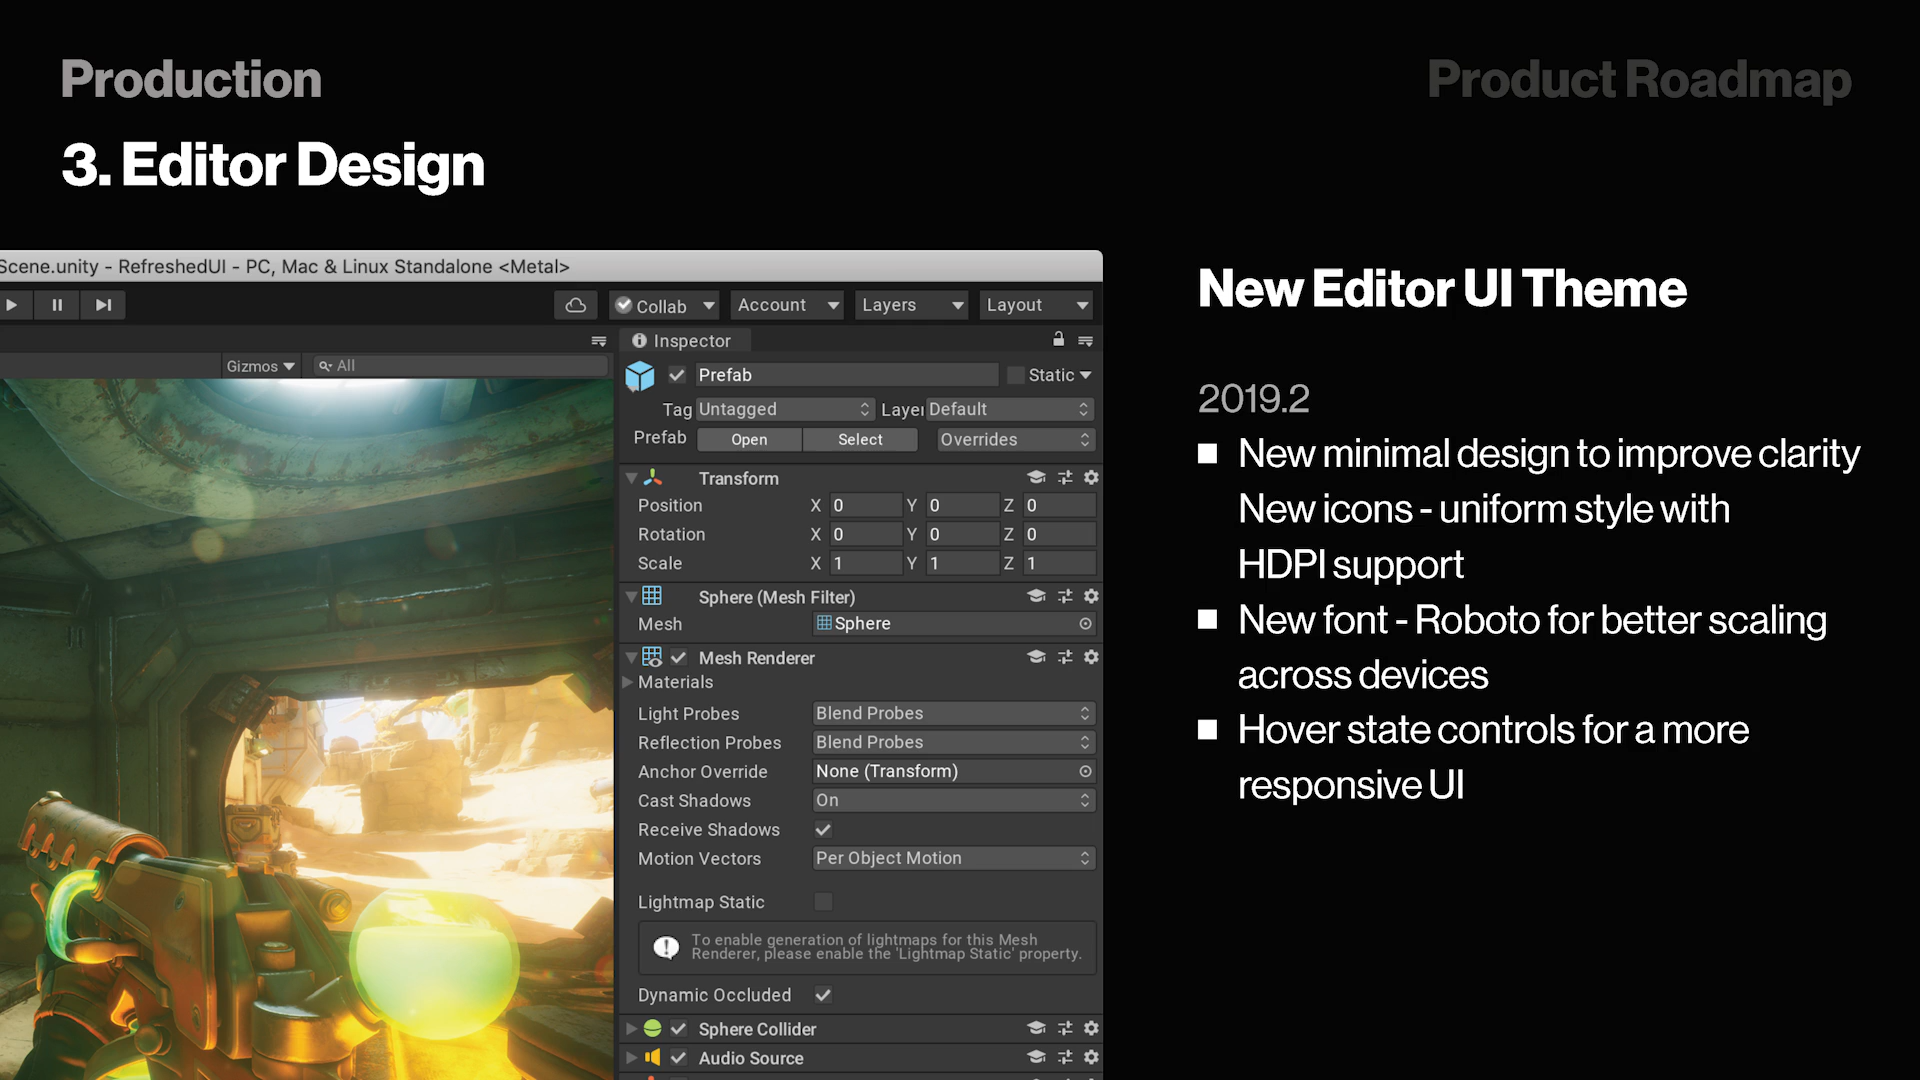 Production
Product Roadmap
3. Editor Design
Scene.unity - RefreshedUI - PC, Mac & Linux Standalone <Metal>
Collab
Account
Layers
Layout
Inspector
Gizmos
All
Prefab
Static
Tag Untagged
Layer Default
Prefab Open Select Overrides
Transform
Position X 0 Y 0 Z 0
Rotation X 0 Y 0 Z 0
Scale X 1 Y 1 Z 1
Sphere (Mesh Filter)
Mesh Sphere
Mesh Renderer
Materials
Light Probes Blend Probes
Reflection Probes Blend Probes
Anchor Override None (Transform)
Cast Shadows On
Receive Shadows
Motion Vectors Per Object Motion
Lightmap Static
To enable generation of lightmaps for this Mesh
Renderer, please enable the 'Lightmap Static' property.
Dynamic Occluded
Sphere Collider
Audio Source
New Editor UI Theme
2019.2
New minimal design to improve clarity
New icons - uniform style with
HDPI support
New font - Roboto for better scaling
across devices
Hover state controls for a more
responsive UI